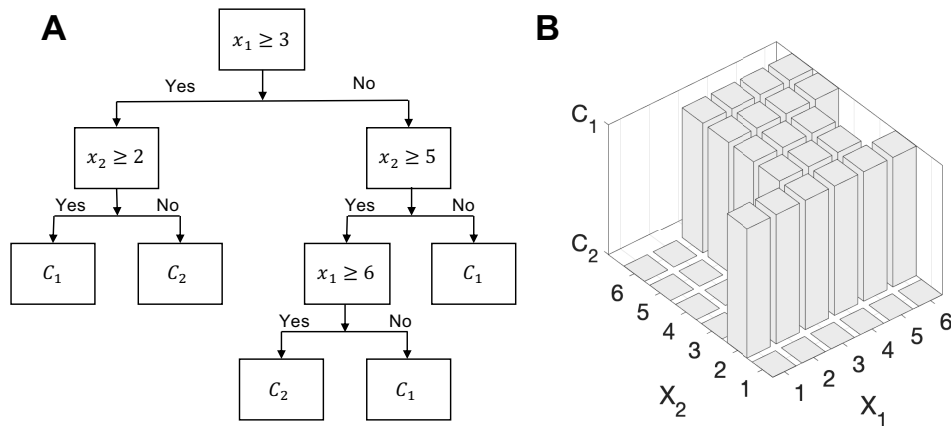 A
x₁ ≥ 3
Yes
No
x₂ ≥ 2
x₂ ≥ 5
Yes
No
Yes
No
C₁
C₂
x₁ ≥ 6
C₁
Yes
No
C₂
C₁
B
C₁
C₂
6
5
4
3
2
1
X₂
1
2
3
4
5
6
X₁